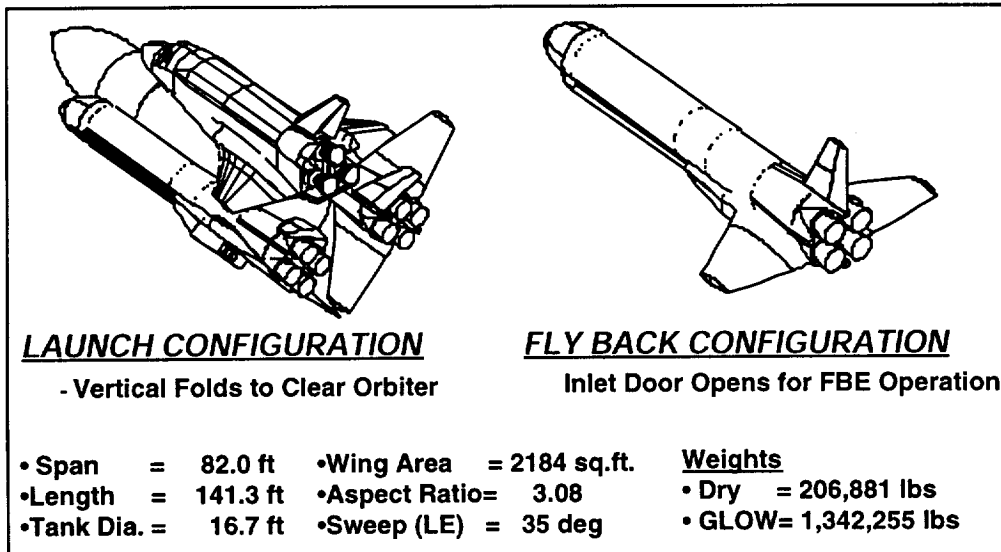 LAUNCH CONFIGURATION
- Vertical Folds to Clear Orbiter
FLY BACK CONFIGURATION
Inlet Door Opens for FBE Operation
• Span = 82.0 ft
•Length = 141.3 ft
•Tank Dia. = 16.7 ft
•Wing Area = 2184 sq.ft.
•Aspect Ratio= 3.08
•Sweep (LE) = 35 deg
Weights
• Dry = 206,881 lbs
• GLOW= 1,342,255 lbs